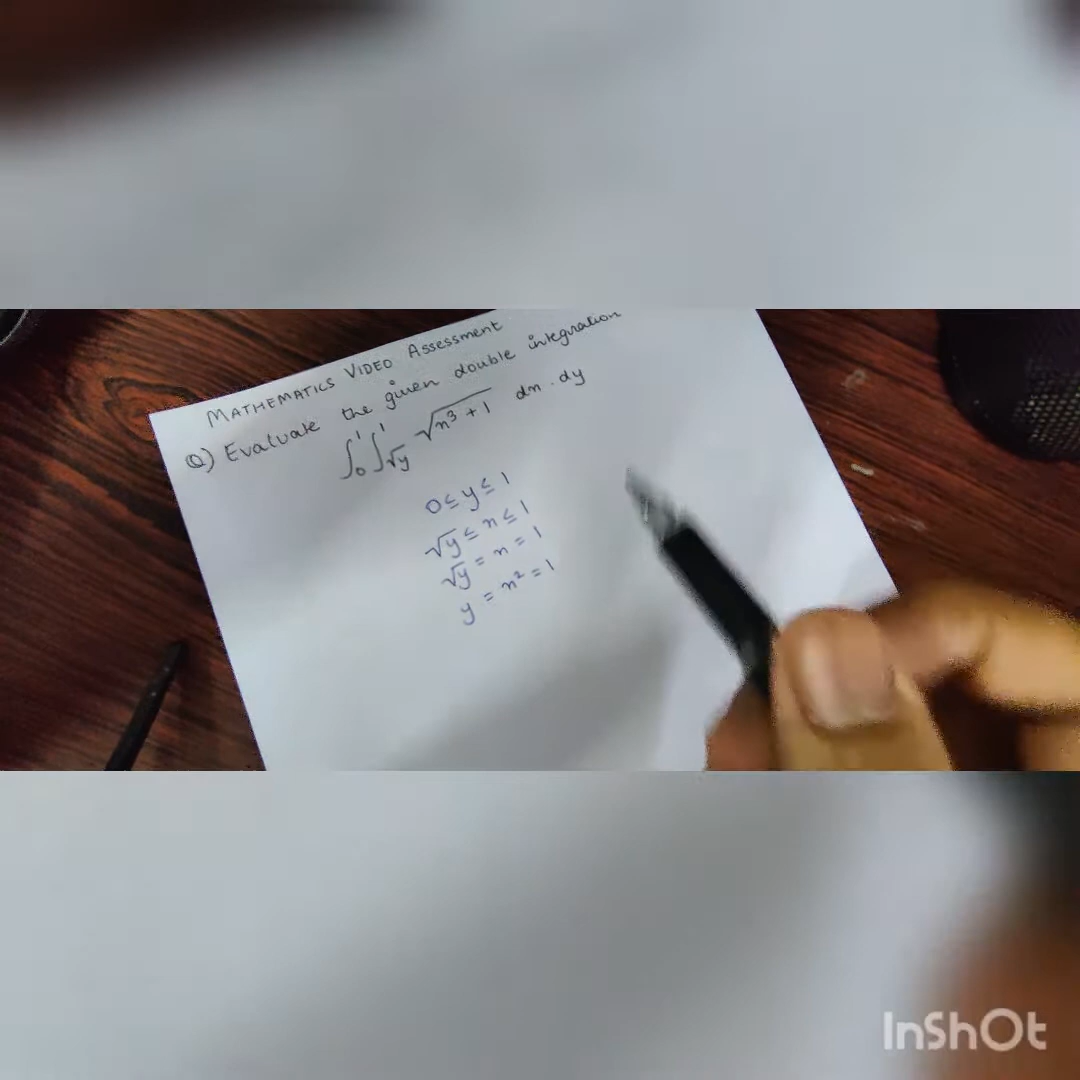 MATHEMATICS VIDEO Assessment
Q) Evaluate the given double integration
∫₀¹ ∫√y¹ √n³ + 1 dn . dy
0 ≤ y ≤ 1
√y ≤ n ≤ 1
√y = n = 1
y = n² = 1
InShOt